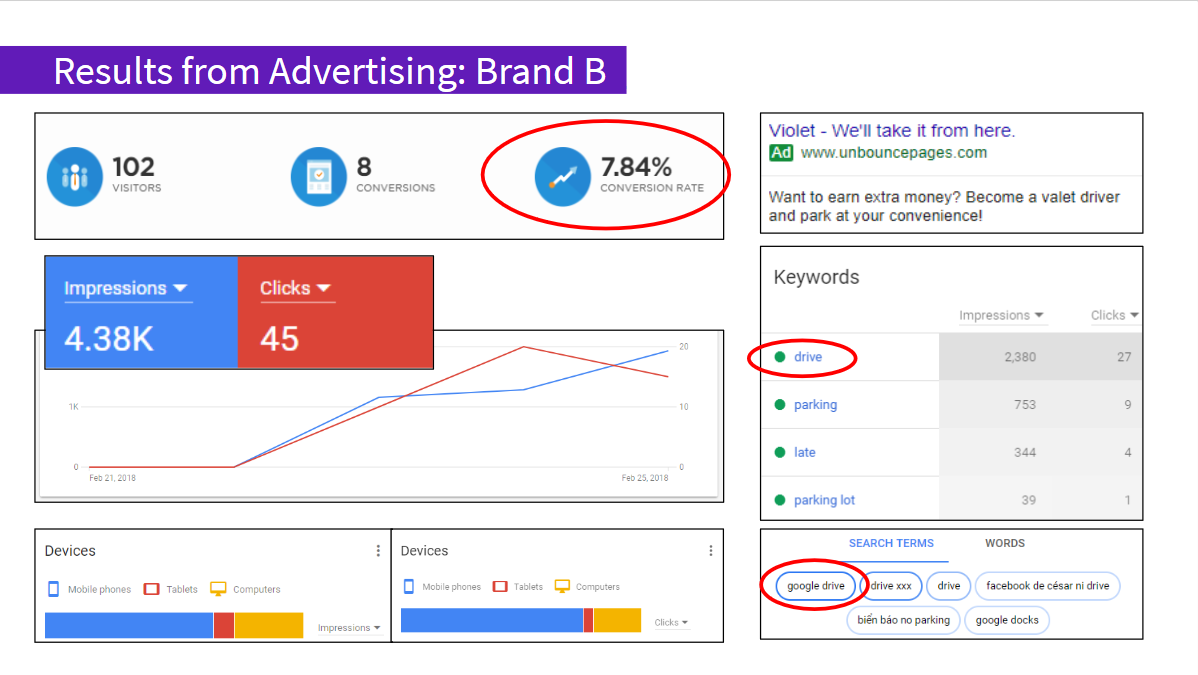 Results from Advertising: Brand B
102
VISITORS
8
CONVERSIONS
7.84%
CONVERSION RATE
Violet - We'll take it from here.
Ad www.unbouncepages.com
Want to earn extra money? Become a valet driver
and park at your convenience!
Impressions
4.38K
Clicks
45
20
1K
10
0
0
Feb 21, 2018
Feb 25, 2018
Keywords
Impressions Clicks
drive 2,380 27
parking 753 9
late 344 4
parking lot 39 1
Devices
Mobile phones Tablets Computers
Impressions
Devices
Mobile phones Tablets Computers
Clicks
SEARCH TERMS WORDS
google drive drive xxx drive facebook de césar ni drive
biển báo no parking google docks